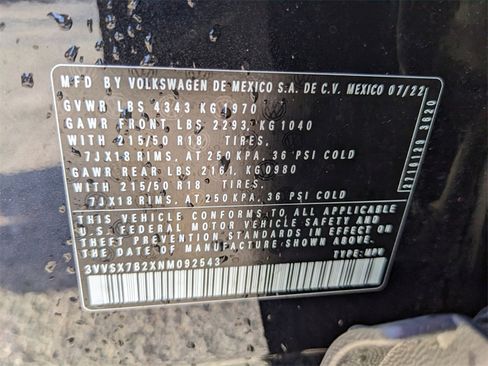 MFD BY VOLKSWAGEN DE MEXICO S.A. DE C.V. MEXICO 07/22
GVWR LBS 4343 KG 1970
GAWR FRONT LBS 2293, KG 1040
WITH 215/50 R18 TIRES,
7JX18 RIMS, AT 250 KPA, 36 PSI COLD
GAWR REAR LBS 2161, KG 0980
WITH 215/50 R18 TIRES,
7JX18 RIMS, AT 250 KPA, 36 PSI COLD
THIS VEHICLE CONFORMS TO ALL APPLICABLE
U.S. FEDERAL MOTOR VEHICLE SAFETY AND
THEFT PREVENTION STANDARDS IN EFFECT ON
THE DATE OF MANUFACTURE SHOWN ABOVE.
3VVSX7B2XNM092543 TYPE: MPV
2710129 3620